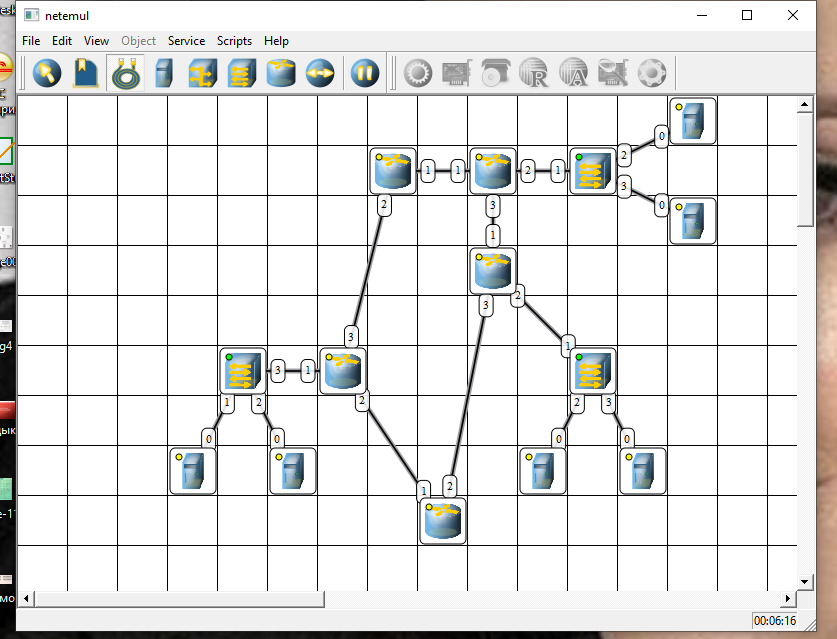 netemul
File Edit View Object Service Scripts Help
R A
0
2
1 1 2 1
3
2 3 0
1
3 2
3 1
3 1
1 2 2 2 3
0 0 0 0
1 2
00:06:16